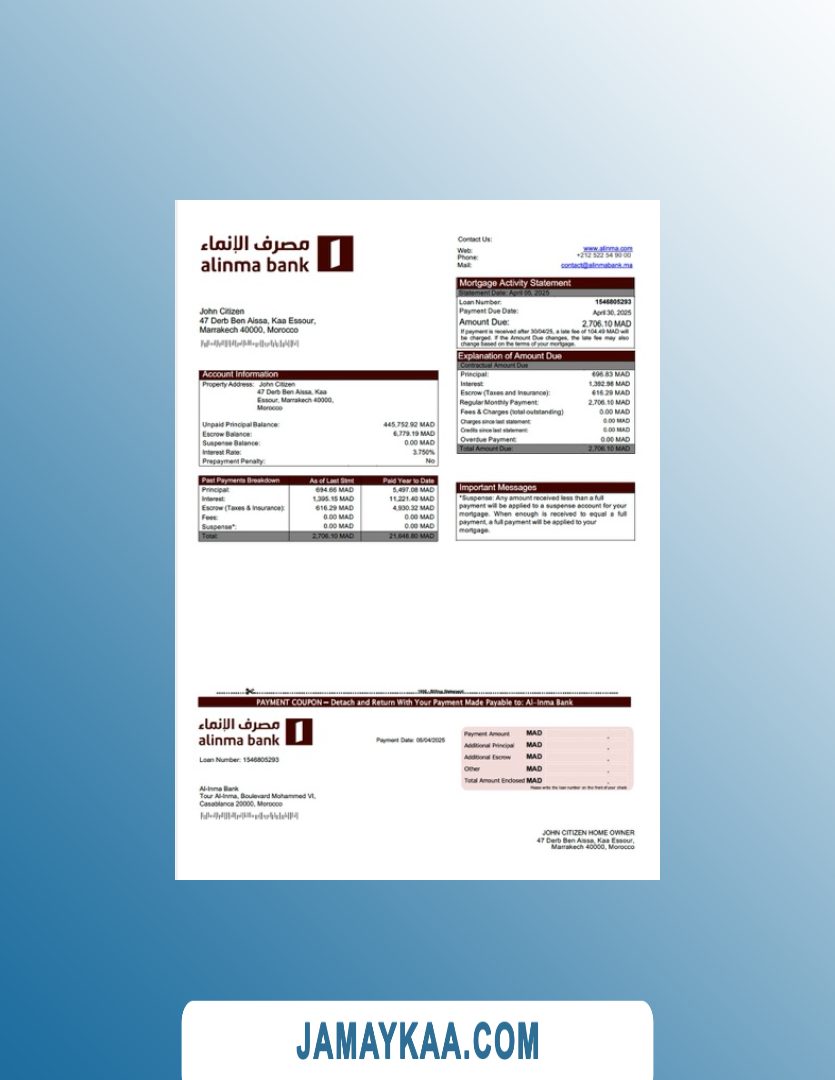 مصرف الإنماء
alinma bank
Contact Us:
Web: www.alinma.com
Phone: +212 522 54 90 00
Mail: contact@alinmabank.ma
Mortgage Activity Statement
Statement Date: April 05, 2025
Loan Number: 1546805293
Payment Due Date: April 30, 2025
Amount Due: 2,706.10 MAD
If payment is received after 30/04/25, a late fee of 104.49 MAD will
be charged. If the Amount Due changes, the late fee may also
change based on the terms of your mortgage.
John Citizen
47 Derb Ben Aissa, Kaa Essour,
Marrakech 40000, Morocco
Explanation of Amount Due
Contractual Amount Due
Principal: 696.83 MAD
Interest: 1,392.98 MAD
Escrow (Taxes and Insurance): 616.29 MAD
Regular Monthly Payment: 2,706.10 MAD
Fees & Charges (total outstanding) 0.00 MAD
Charges since last statement: 0.00 MAD
Credits since last statement: 0.00 MAD
Overdue Payment: 0.00 MAD
Total Amount Due: 2,706.10 MAD
Account Information
Property Address: John Citizen
47 Derb Ben Aissa, Kaa
Essour, Marrakech 40000,
Morocco
Unpaid Principal Balance: 445,752.92 MAD
Escrow Balance: 6,779.19 MAD
Suspense Balance: 0.00 MAD
Interest Rate: 3.750%
Prepayment Penalty: No
Past Payments Breakdown As of Last Stmt Paid Year to Date
Principal: 694.66 MAD 5,497.08 MAD
Interest: 1,395.15 MAD 11,221.40 MAD
Escrow (Taxes & Insurance): 616.29 MAD 4,930.32 MAD
Fees: 0.00 MAD 0.00 MAD
Suspense*: 0.00 MAD 0.00 MAD
Total: 2,706.10 MAD 21,648.80 MAD
Important Messages
*Suspense: Any amount received less than a full
payment will be applied to a suspense account for your
mortgage. When enough is received to equal a full
payment, a full payment will be applied to your
mortgage.
PAYMENT COUPON – Detach and Return With Your Payment Made Payable to: Al-Inma Bank
مصرف الإنماء
alinma bank
Loan Number: 1546805293
Payment Date: 05/04/2025
Payment Amount MAD
Additional Principal MAD
Additional Escrow MAD
Other MAD
Total Amount Enclosed MAD
Please write the loan number on the front of your check.
Al-Inma Bank
Tour Al-Inma, Boulevard Mohammed VI,
Casablanca 20000, Morocco
JOHN CITIZEN HOME OWNER
47 Derb Ben Aissa, Kaa Essour,
Marrakech 40000, Morocco
JAMAYKAA.COM